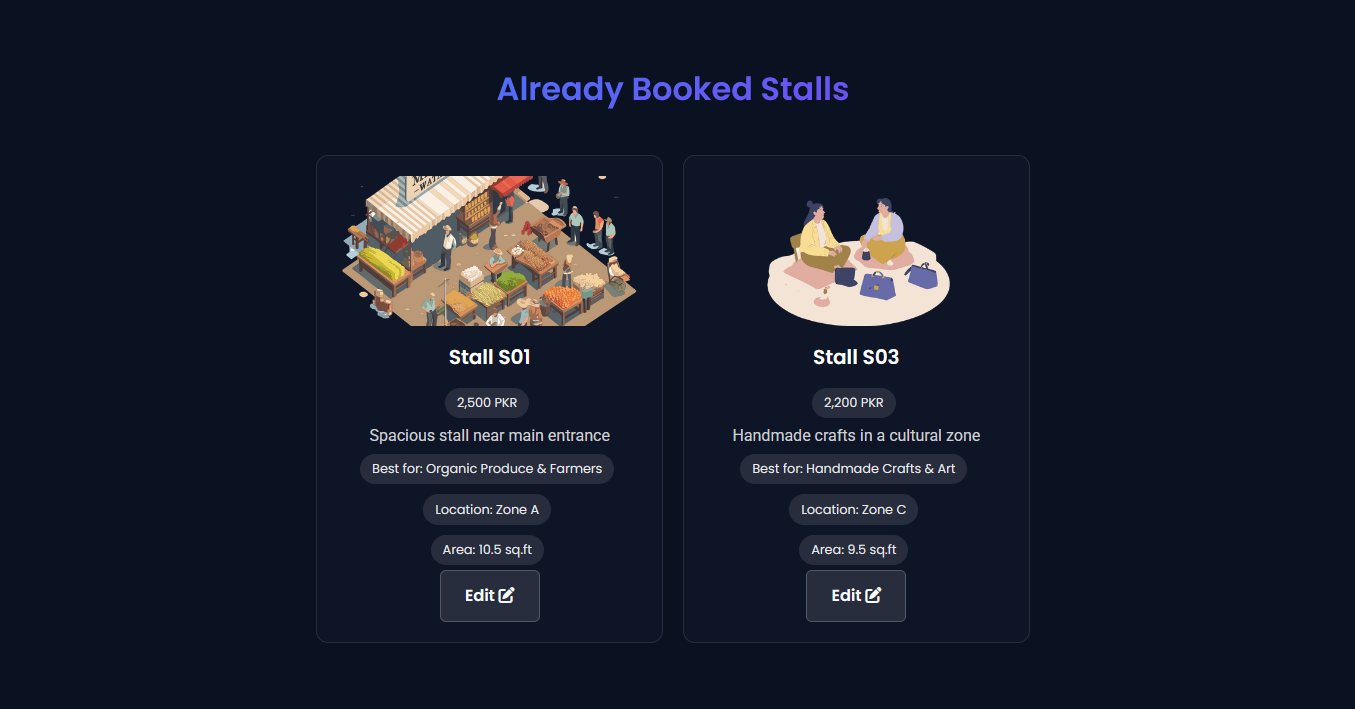 Already Booked Stalls
Stall S01
2,500 PKR
Spacious stall near main entrance
Best for: Organic Produce & Farmers
Location: Zone A
Area: 10.5 sq.ft
Edit
Stall S03
2,200 PKR
Handmade crafts in a cultural zone
Best for: Handmade Crafts & Art
Location: Zone C
Area: 9.5 sq.ft
Edit